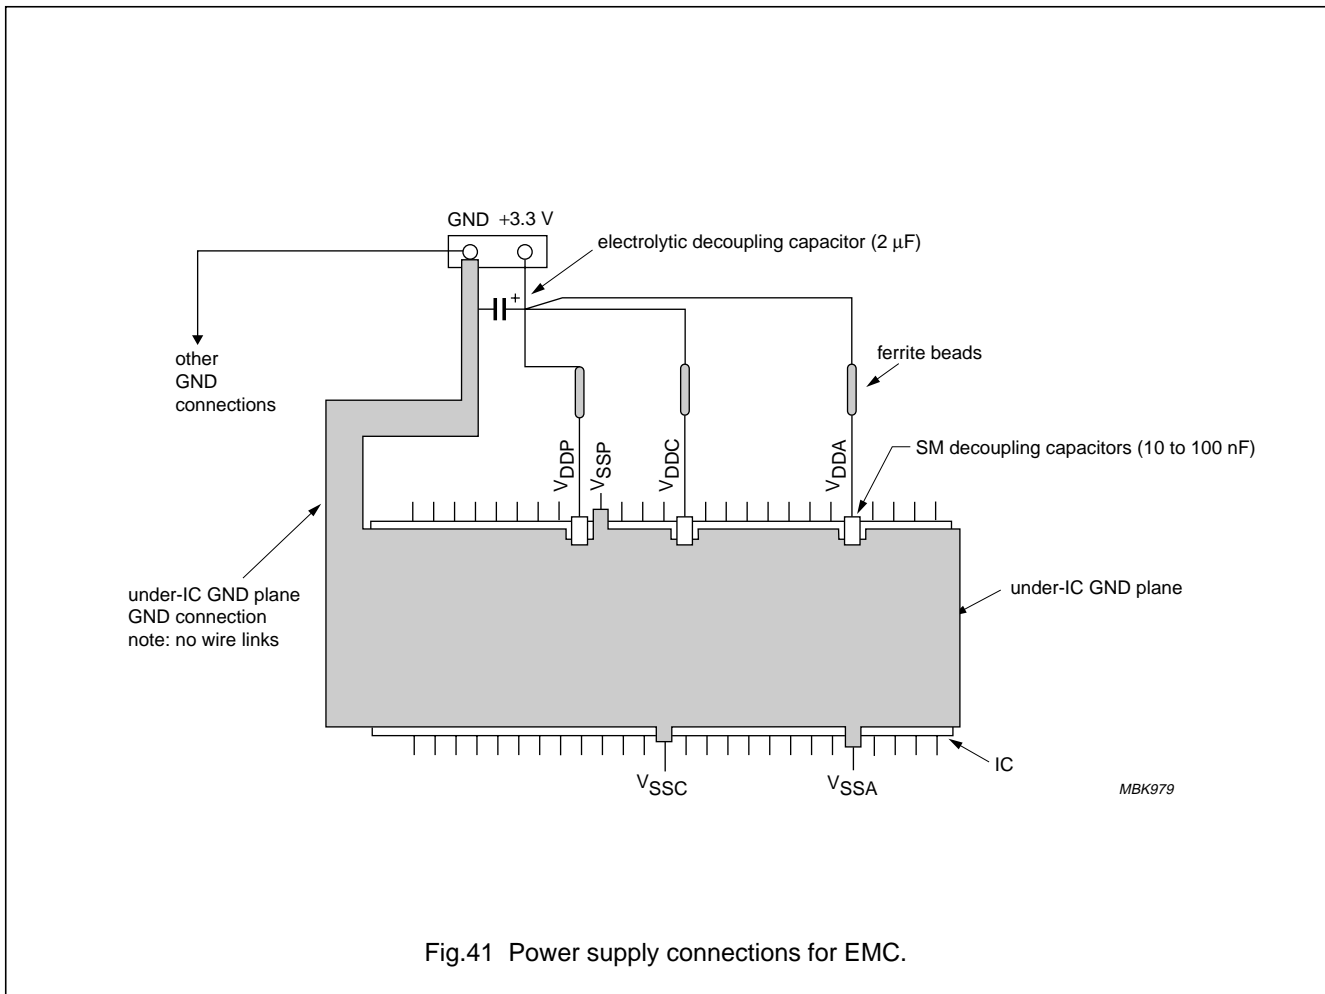 GND +3.3 V
electrolytic decoupling capacitor (2 μF)
+
other
GND
connections
ferrite beads
VDDP
VSSP
VDDC
VDDA
SM decoupling capacitors (10 to 100 nF)
under-IC GND plane
GND connection
note: no wire links
under-IC GND plane
IC
VSSC
VSSA
MBK979
Fig.41 Power supply connections for EMC.